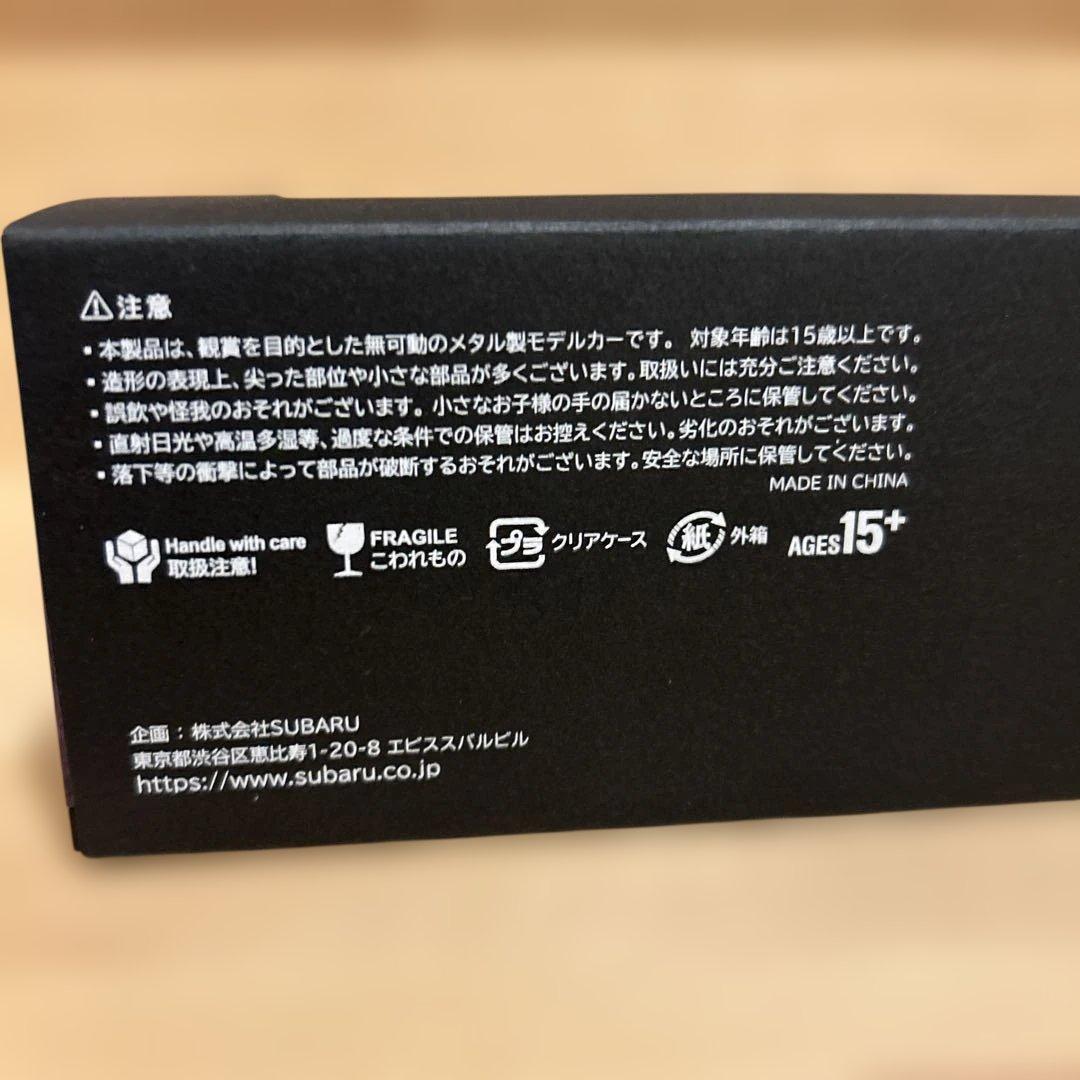 ⚠注意
・本製品は、観賞を目的とした無可動のメタル製モデルカーです。 対象年齢は15歳以上です。
・造形の表現上、尖った部位や小さな部品が多くございます。取扱いには充分ご注意ください。
・誤飲や怪我のおそれがございます。小さなお子様の手の届かないところに保管してください。
・直射日光や高温多湿等、過度な条件での保管はお控えください。劣化のおそれがございます。
・落下等の衝撃によって部品が破断するおそれがございます。安全な場所に保管してください。
MADE IN CHINA
Handle with care
取扱注意!
FRAGILE
こわれもの
プラ クリアケース
紙 外箱
AGES15+
企画：株式会社SUBARU
東京都渋谷区恵比寿1-20-8 エビススバルビル
https://www.subaru.co.jp